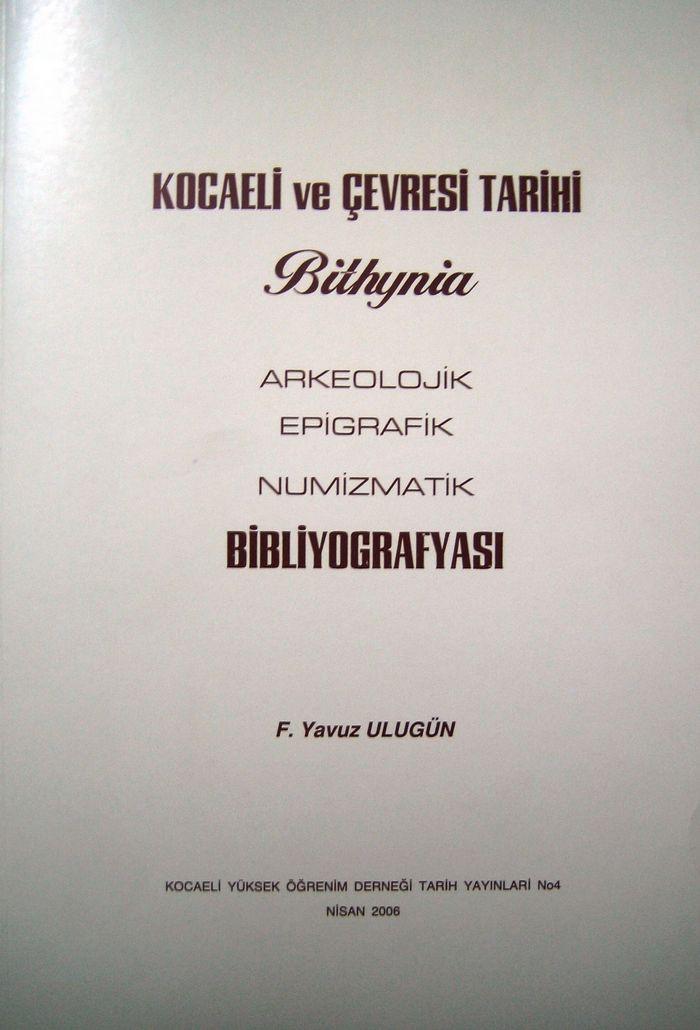 KOCAELİ ve ÇEVRESİ TARİHİ
Bithynia
ARKEOLOJİK
EPİGRAFİK
NUMİZMATİK
BİBLİYOGRAFYASI
F. Yavuz ULUGÜN
KOCAELİ YÜKSEK ÖĞRENİM DERNEĞİ TARİH YAYINLARİ No4
NİSAN 2006